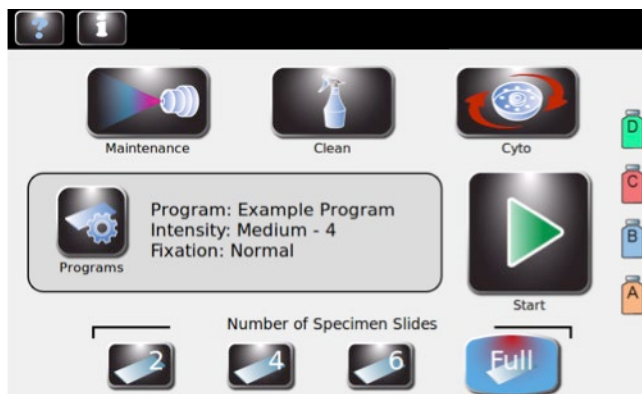 ? i
Maintenance
Clean
Cyto
D
C
B
A
Program: Example Program
Intensity: Medium - 4
Fixation: Normal
Programs
Start
Number of Specimen Slides
2
4
6
Full